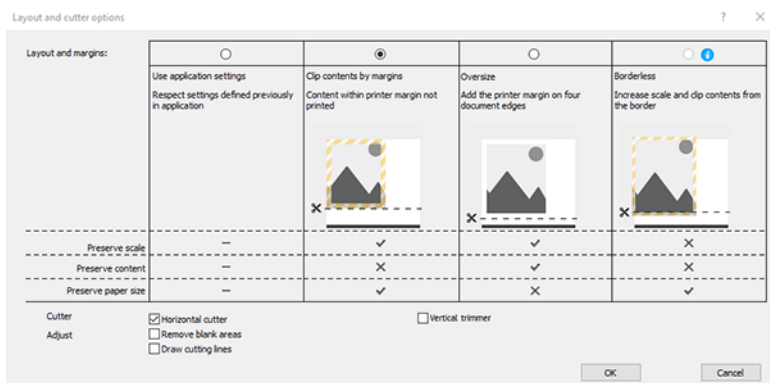 Layout and cutter options
Layout and margins:
Use application settings
Respect settings defined previously
in application
Clip contents by margins
Content within printer margin not
printed
Oversize
Add the printer margin on four
document edges
Borderless
Increase scale and clip contents from
the border
Preserve scale
Preserve content
Preserve paper size
Cutter
Horizontal cutter
Vertical trimmer
Adjust
Remove blank areas
Draw cutting lines
OK
Cancel